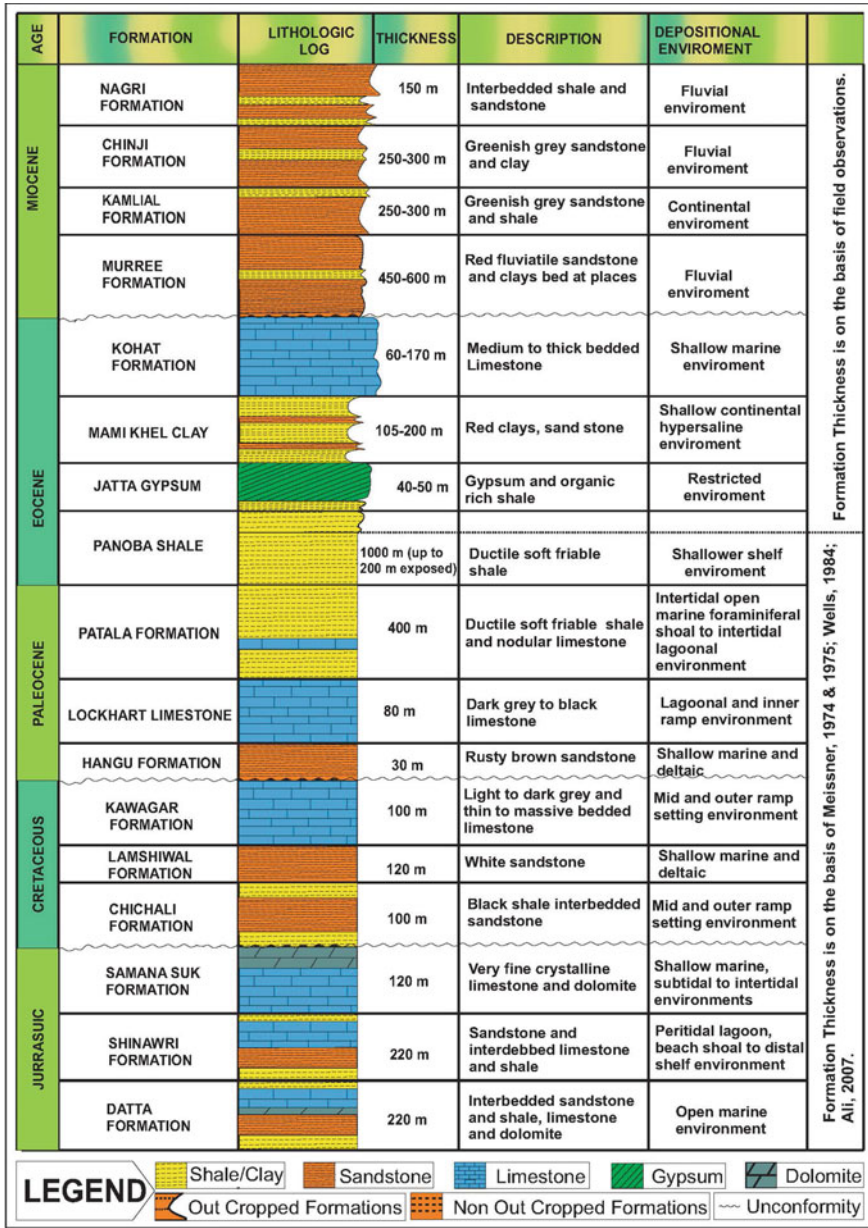 AGE FORMATION LITHOLOGIC LOG THICKNESS DESCRIPTION DEPOSITIONAL ENVIROMENT
MIOCENE
NAGRI
FORMATION
150 m
Interbedded shale and
sandstone
Fluvial
enviroment
CHINJI
FORMATION
250-300 m
Greenish grey sandstone
and clay
Fluvial
enviroment
KAMLIAL
FORMATION
250-300 m
Greenish grey sandstone
and shale
Continental
enviroment
MURREE
FORMATION
450-600 m
Red fluviatile sandstone
and clays bed at places
Fluvial
enviroment
EOCENE
KOHAT
FORMATION
60-170 m
Medium to thick bedded
Limestone
Shallow marine
enviroment
MAMI KHEL CLAY
105-200 m
Red clays, sand stone
Shallow continental
hypersaline
enviroment
JATTA GYPSUM
40-50 m
Gypsum and organic
rich shale
Restricted
enviroment
PANOBA SHALE
1000 m (up to
200 m exposed)
Ductile soft friable
shale
Shallower shelf
enviroment
PALEOCENE
PATALA FORMATION
400 m
Ductile soft friable shale
and nodular limestone
Intertidal open
marine foraminiferal
shoal to intertidal
lagoonal
environment
LOCKHART LIMESTONE
80 m
Dark grey to black
limestone
Lagoonal and inner
ramp environment
HANGU FORMATION
30 m
Rusty brown sandstone
Shallow marine and
deltaic
CRETACEOUS
KAWAGAR
FORMATION
100 m
Light to dark grey and
thin to massive bedded
limestone
Mid and outer ramp
setting environment
LAMSHIWAL
FORMATION
120 m
White sandstone
Shallow marine and
deltaic
CHICHALI
FORMATION
100 m
Black shale interbedded
sandstone
Mid and outer ramp
setting environment
JURRASUIC
SAMANA SUK
FORMATION
120 m
Very fine crystalline
limestone and dolomite
Shallow marine,
subtidal to intertidal
environments
SHINAWRI
FORMATION
220 m
Sandstone and
interdebbed limestone
and shale
Peritidal lagoon,
beach shoal to distal
shelf environment
DATTA
FORMATION
220 m
Interbedded sandstone
and shale, limestone
and dolomite
Open marine
environment
Formation Thickness is on the basis of field observations.
Formation Thickness is on the basis of Meissner, 1974 & 1975; Wells, 1984;
Ali, 2007.
LEGEND
Shale/Clay Sandstone Limestone Gypsum Dolomite
Out Cropped Formations Non Out Cropped Formations Unconformity